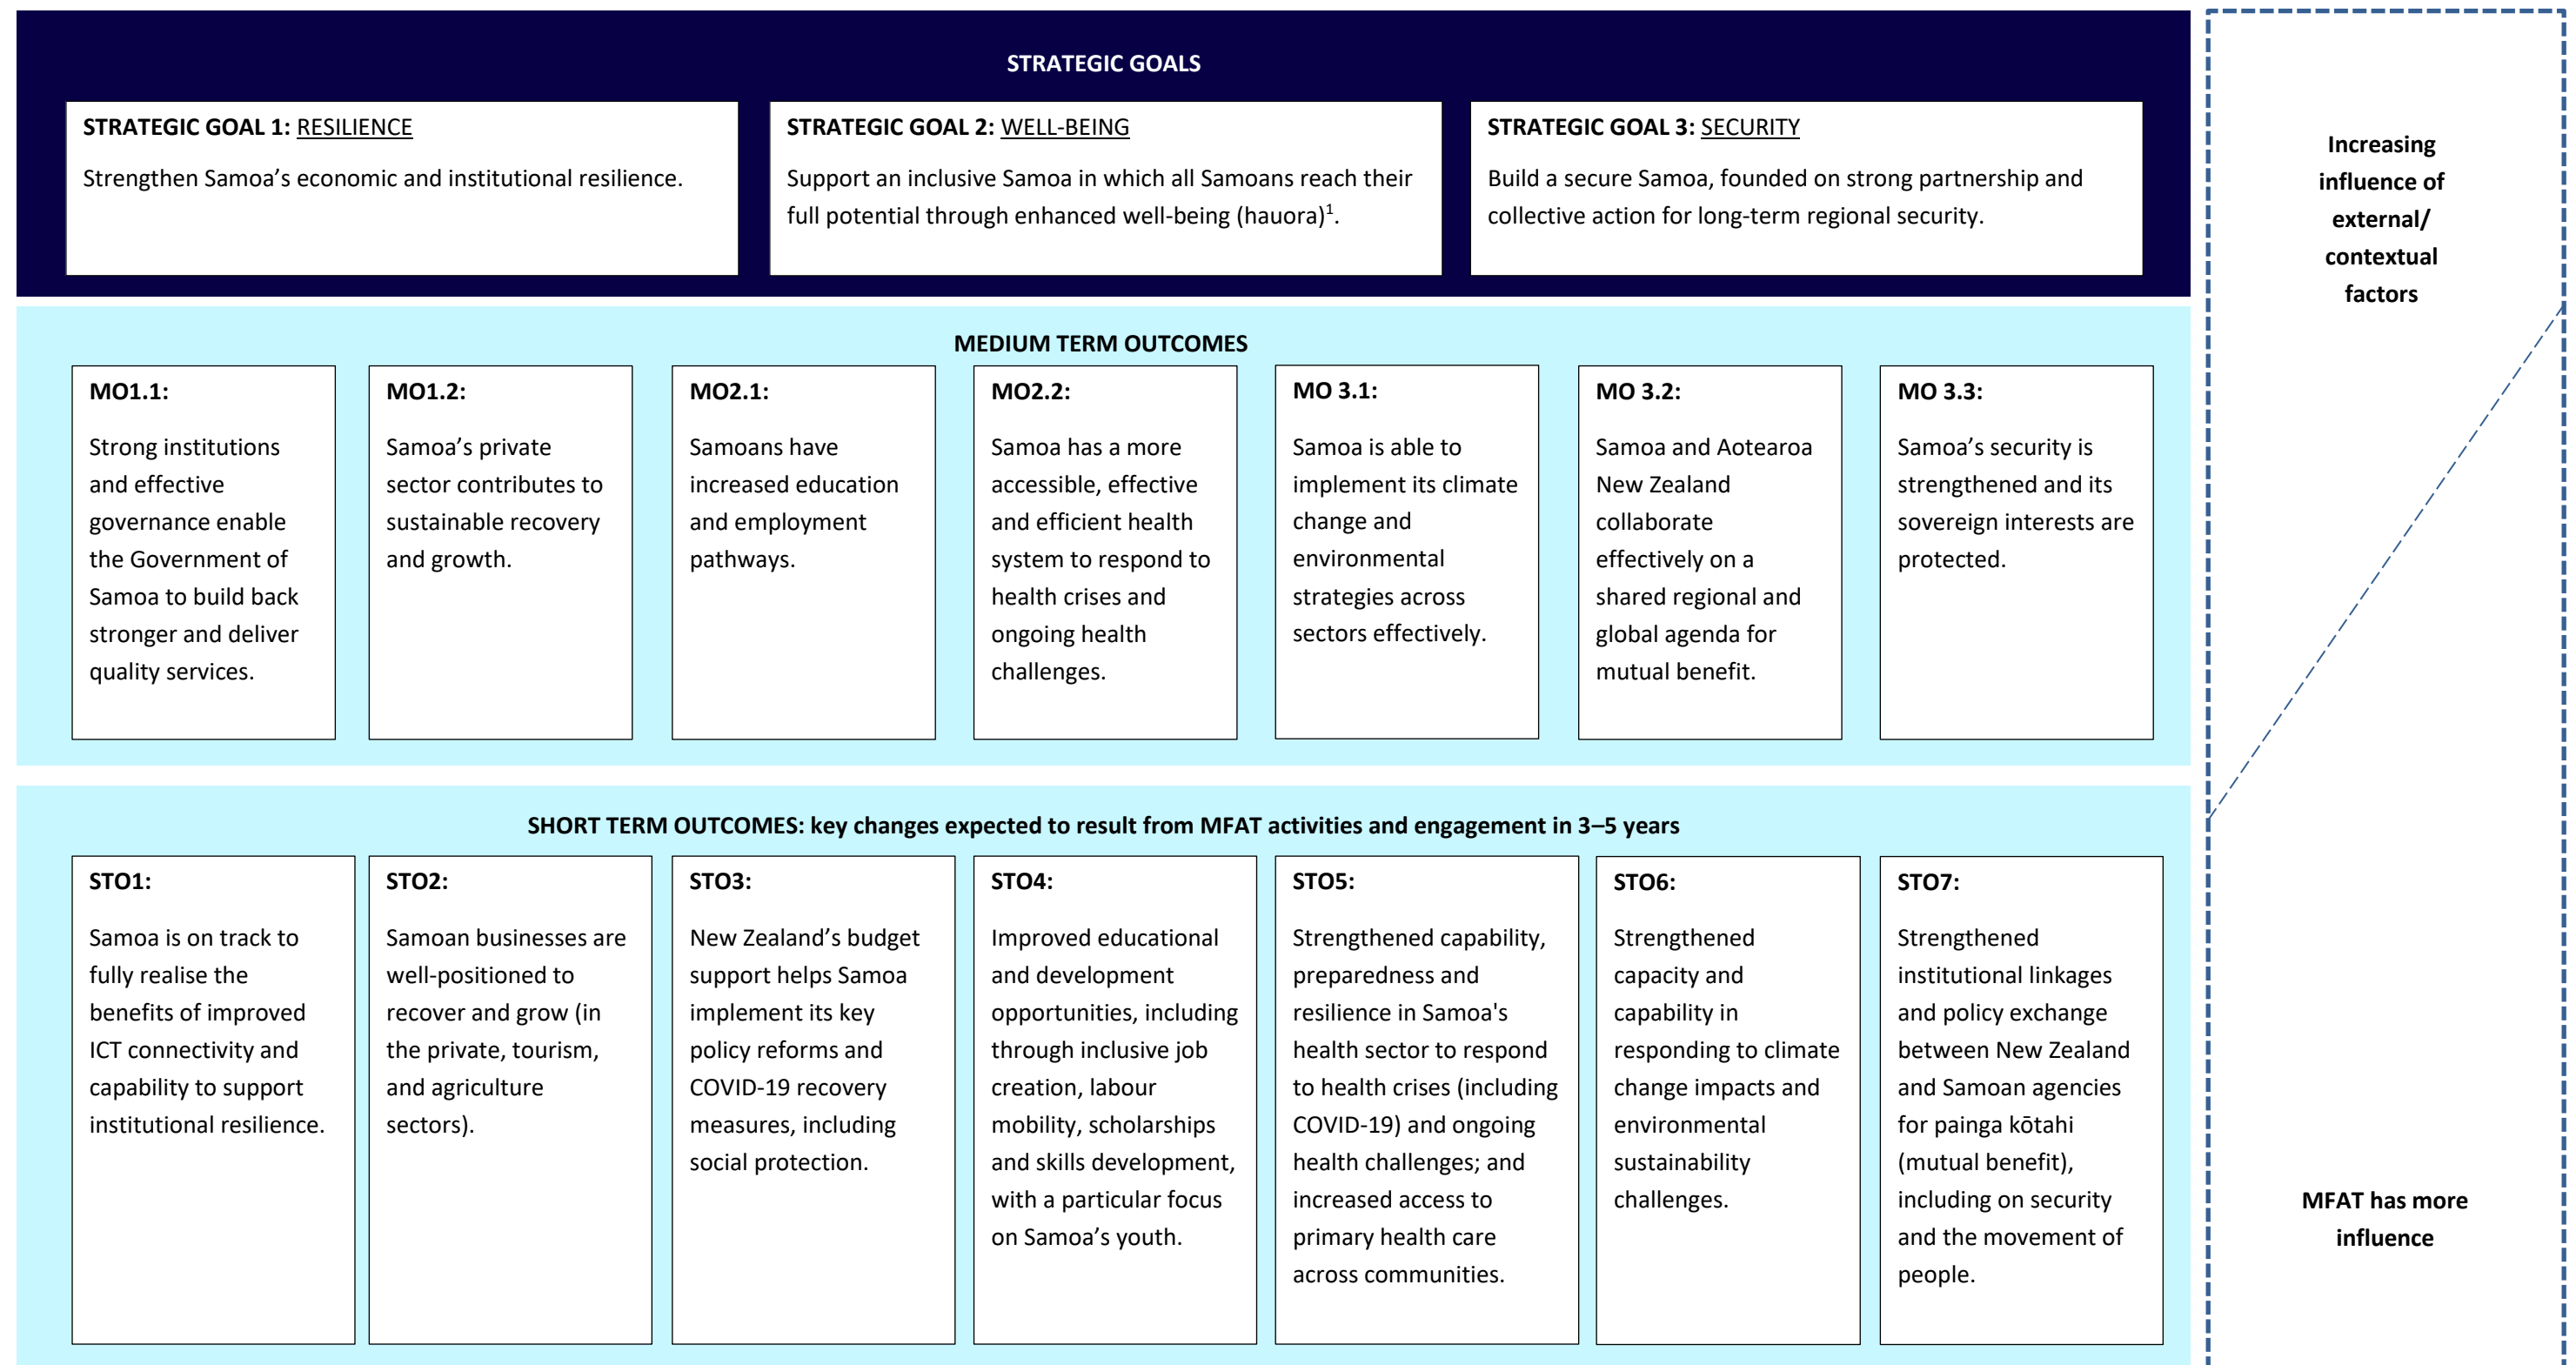 STRATEGIC GOALS
STRATEGIC GOAL 1: RESILIENCE
Strengthen Samoa’s economic and institutional resilience.
STRATEGIC GOAL 2: WELL-BEING
Support an inclusive Samoa in which all Samoans reach their
full potential through enhanced well-being (hauora)¹.
STRATEGIC GOAL 3: SECURITY
Build a secure Samoa, founded on strong partnership and
collective action for long-term regional security.
MEDIUM TERM OUTCOMES
MO1.1:
Strong institutions
and effective
governance enable
the Government of
Samoa to build back
stronger and deliver
quality services.
MO1.2:
Samoa’s private
sector contributes to
sustainable recovery
and growth.
MO2.1:
Samoans have
increased education
and employment
pathways.
MO2.2:
Samoa has a more
accessible, effective
and efficient health
system to respond to
health crises and
ongoing health
challenges.
MO 3.1:
Samoa is able to
implement its climate
change and
environmental
strategies across
sectors effectively.
MO 3.2:
Samoa and Aotearoa
New Zealand
collaborate
effectively on a
shared regional and
global agenda for
mutual benefit.
MO 3.3:
Samoa’s security is
strengthened and its
sovereign interests are
protected.
SHORT TERM OUTCOMES: key changes expected to result from MFAT activities and engagement in 3–5 years
STO1:
Samoa is on track to
fully realise the
benefits of improved
ICT connectivity and
capability to support
institutional resilience.
STO2:
Samoan businesses are
well-positioned to
recover and grow (in
the private, tourism,
and agriculture
sectors).
STO3:
New Zealand’s budget
support helps Samoa
implement its key
policy reforms and
COVID-19 recovery
measures, including
social protection.
STO4:
Improved educational
and development
opportunities, including
through inclusive job
creation, labour
mobility, scholarships
and skills development,
with a particular focus
on Samoa’s youth.
STO5:
Strengthened capability,
preparedness and
resilience in Samoa's
health sector to respond
to health crises (including
COVID-19) and ongoing
health challenges; and
increased access to
primary health care
across communities.
STO6:
Strengthened
capacity and
capability in
responding to climate
change impacts and
environmental
sustainability
challenges.
STO7:
Strengthened
institutional linkages
and policy exchange
between New Zealand
and Samoan agencies
for painga kōtahi
(mutual benefit),
including on security
and the movement of
people.
Increasing
influence of
external/
contextual
factors
MFAT has more
influence